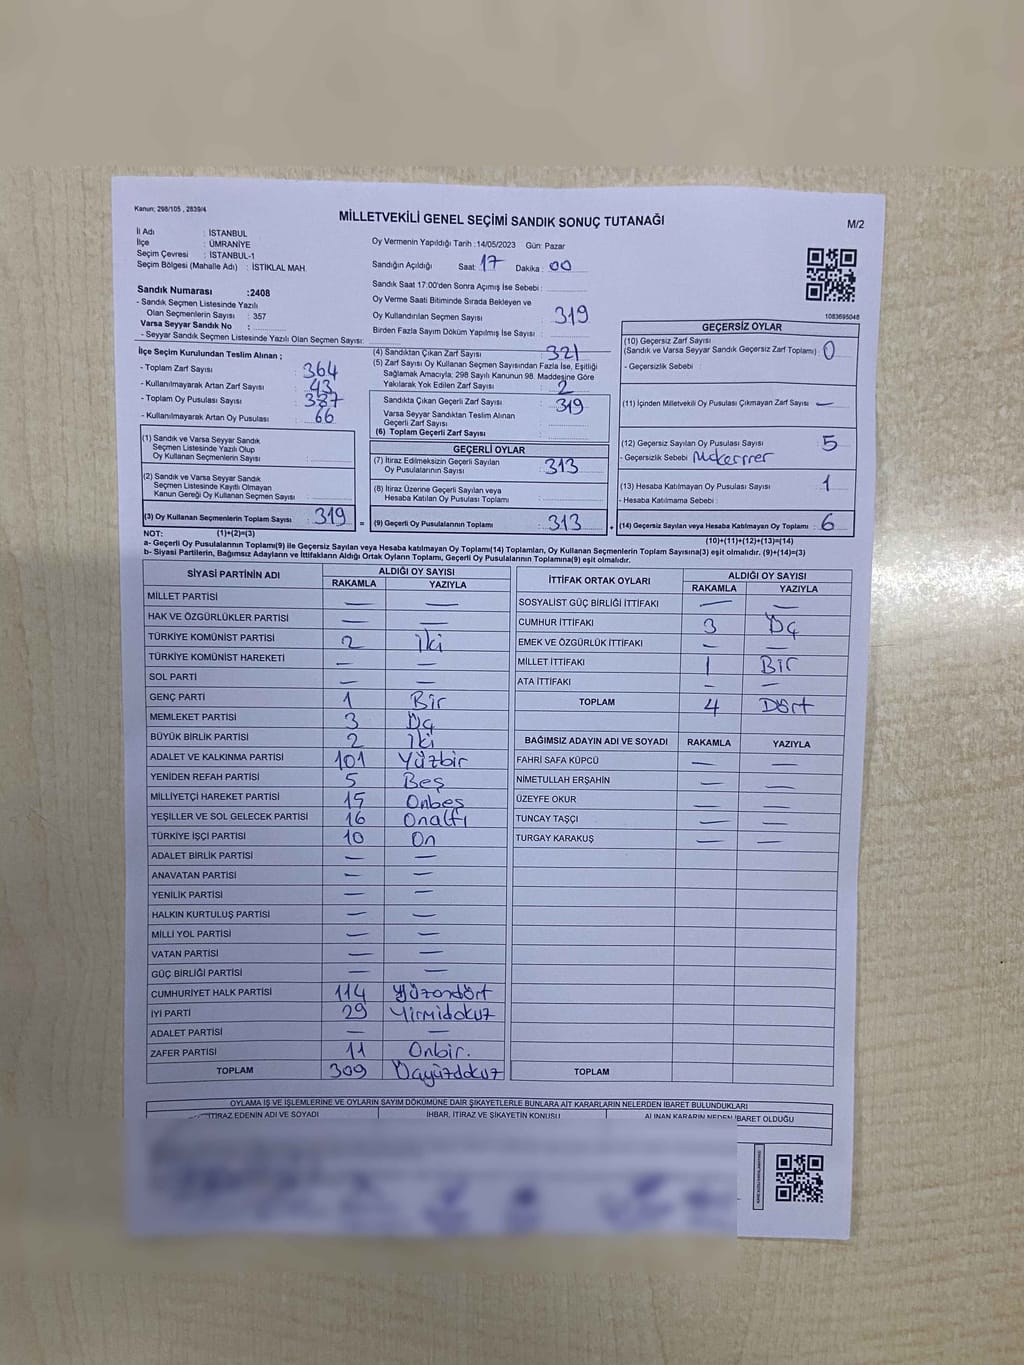 Kanun; 298/105 , 2839/4
MİLLETVEKİLİ GENEL SEÇİMİ SANDIK SONUÇ TUTANAĞI
M/2
İl Adı : İSTANBUL
İlçe : ÜMRANİYE
Seçim Çevresi : İSTANBUL-1
Seçim Bölgesi (Mahalle Adı) : İSTİKLAL MAH.
Oy Vermenin Yapıldığı Tarih :14/05/2023 Gün: Pazar
Sandığın Açıldığı Saat: 17 Dakika : 00
Sandık Saat 17:00'den Sonra Açımış İse Sebebi :
Oy Verme Saati Bitiminde Sırada Bekleyen ve
Oy Kullandırılan Seçmen Sayısı 319
Birden Fazla Sayım Döküm Yapılmış İse Sayısı :
Sandık Numarası :2408
- Sandık Seçmen Listesinde Yazılı
Olan Seçmenlerin Sayısı : 357
Varsa Seyyar Sandık No :
- Seyyar Sandık Seçmen Listesinde Yazılı Olan Seçmen Sayısı:
1083695048
İlçe Seçim Kurulundan Teslim Alınan ;
- Toplam Zarf Sayısı : 364
- Kullanılmayarak Artan Zarf Sayısı : 43
- Toplam Oy Pusulası Sayısı : 387
- Kullanılmayarak Artan Oy Pusulası : 66
(1) Sandık ve Varsa Seyyar Sandık
Seçmen Listesinde Yazılı Olup
Oy Kullanan Seçmenlerin Sayısı :
(2) Sandık ve Varsa Seyyar Sandık
Seçmen Listesinde Kayıtlı Olmayan
Kanun Gereği Oy Kullanan Seçmen Sayısı :
(3) Oy Kullanan Seçmenlerin Toplam Sayısı : 319 =
(4) Sandıktan Çıkan Zarf Sayısı : 321
(5) Zarf Sayısı Oy Kullanan Seçmen Sayısından Fazla İse, Eşitliği
Sağlamak Amacıyla; 298 Sayılı Kanunun 98. Maddesine Göre
Yakılarak Yok Edilen Zarf Sayısı : 2
Sandıkta Çıkan Geçerli Zarf Sayısı : 319
Varsa Seyyar Sandıktan Teslim Alınan
Geçerli Zarf Sayısı :
(6) Toplam Geçerli Zarf Sayısı :
GEÇERLİ OYLAR
(7) İtiraz Edilmeksizin Geçerli Sayılan
Oy Pusulalarının Sayısı : 313
(8) İtiraz Üzerine Geçerli Sayılan veya
Hesaba Katılan Oy Pusulası Toplamı :
(9) Geçerli Oy Pusulalarının Toplamı : 313 +
GEÇERSİZ OYLAR
(10) Geçersiz Zarf Sayısı
(Sandık ve Varsa Seyyar Sandık Geçersiz Zarf Toplamı) : 0
- Geçersizlik Sebebi :
(11) İçinden Milletvekili Oy Pusulası Çıkmayan Zarf Sayısı : —
(12) Geçersiz Sayılan Oy Pusulası Sayısı : 5
- Geçersizlik Sebebi :
(13) Hesaba Katılmayan Oy Pusulası Sayısı : 1
- Hesaba Katılmama Sebebi :
(14) Geçersiz Sayılan veya Hesaba Katılmayan Oy Toplamı : 6
NOT: (1)+(2)=(3)
(10)+(11)+(12)+(13)=(14)
a- Geçerli Oy Pusulalarının Toplamı(9) ile Geçersiz Sayılan veya Hesaba katılmayan Oy Toplamı(14) Toplamları, Oy Kullanan Seçmenlerin Toplam Sayısına(3) eşit olmalıdır. (9)+(14)=(3)
b- Siyasi Partilerin, Bağımsız Adayların ve İttifakların Aldığı Ortak Oyların Toplamı, Geçerli Oy Pusulalarının Toplamına(9) eşit olmalıdır.
SİYASİ PARTİNİN ADI ALDIĞI OY SAYISI
RAKAMLA YAZIYLA
MİLLET PARTİSİ — —
HAK VE ÖZGÜRLÜKLER PARTİSİ — —
TÜRKİYE KOMÜNİST PARTİSİ 2 iki
TÜRKİYE KOMÜNİST HAREKETİ — —
SOL PARTİ — —
GENÇ PARTİ 1 Bir
MEMLEKET PARTİSİ 3 Üç
BÜYÜK BİRLİK PARTİSİ 2 iki
ADALET VE KALKINMA PARTİSİ 101 Yüzbir
YENİDEN REFAH PARTİSİ 5 Beş
MİLLİYETÇİ HAREKET PARTİSİ 15 Onbeş
YEŞİLLER VE SOL GELECEK PARTİSİ 16 Onaltı
TÜRKİYE İŞÇİ PARTİSİ 10 On
ADALET BİRLİK PARTİSİ — —
ANAVATAN PARTİSİ — —
YENİLİK PARTİSİ — —
HALKIN KURTULUŞ PARTİSİ — —
MİLLİ YOL PARTİSİ — —
VATAN PARTİSİ — —
GÜÇ BİRLİĞİ PARTİSİ — —
CUMHURİYET HALK PARTİSİ 114 Yüzondört
İYİ PARTİ 29 Yirmidokuz
ADALET PARTİSİ — —
ZAFER PARTİSİ 11 Onbir.
TOPLAM 309 Üçyüzdokuz
İTTİFAK ORTAK OYLARI ALDIĞI OY SAYISI
RAKAMLA YAZIYLA
SOSYALİST GÜÇ BİRLİĞİ İTTİFAKI — —
CUMHUR İTTİFAKI 3 Üç
EMEK VE ÖZGÜRLÜK İTTİFAKI — —
MİLLET İTTİFAKI 1 Bir
ATA İTTİFAKI — —
TOPLAM 4 Dört
BAĞIMSIZ ADAYIN ADI VE SOYADI RAKAMLA YAZIYLA
FAHRİ SAFA KÜPCÜ — —
NİMETULLAH ERŞAHİN — —
ÜZEYFE OKUR — —
TUNCAY TAŞÇI — —
TURGAY KARAKUŞ — —
TOPLAM
OYLAMA İŞ VE İŞLEMLERİNE VE OYLARIN SAYIM DÖKÜMÜNE DAİR ŞİKAYETLERLE BUNLARA AİT KARARLARIN NELERDEN İBARET BULUNDUKLARI
İTİRAZ EDENİN ADI VE SOYADI İHBAR, İTİRAZ VE ŞİKAYETİN KONUSU ALINAN KARARIN NEDEN İBARET OLDUĞU